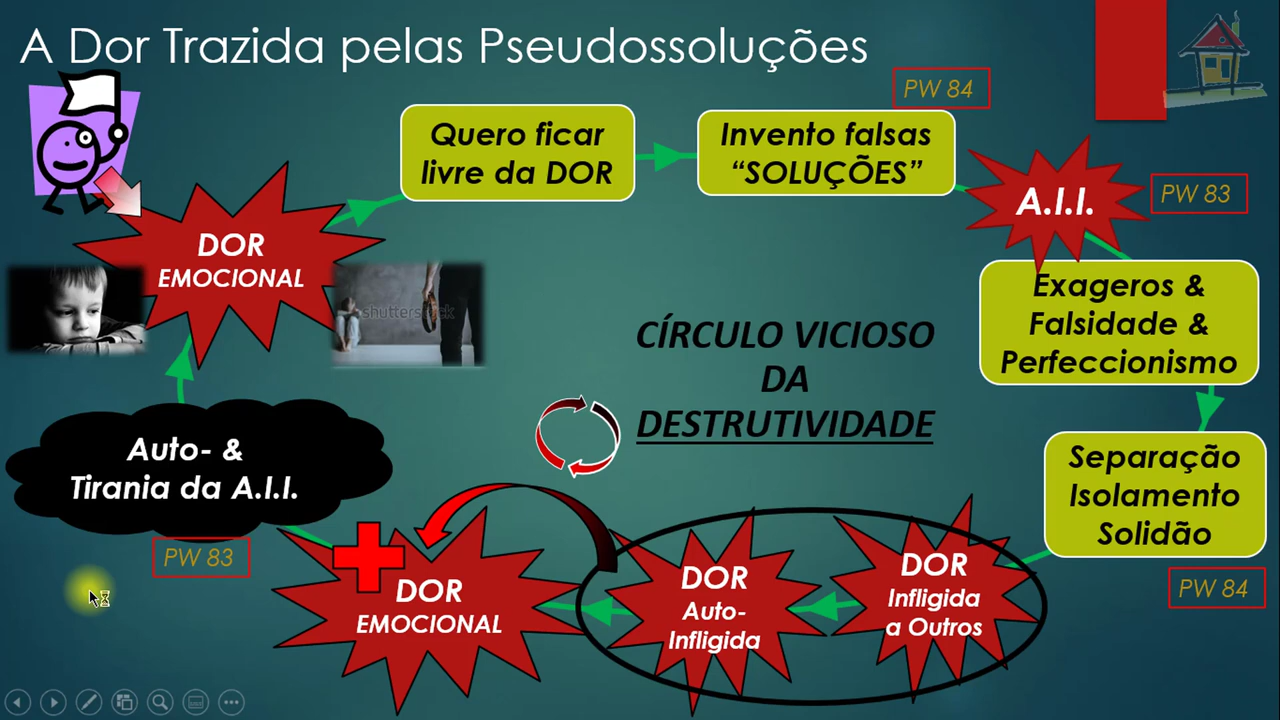 A Dor Trazida pelas Pseudossoluções
PW 84
Quero ficar
livre da DOR
Invento falsas
“SOLUÇÕES”
A.I.I.
PW 83
DOR
EMOCIONAL
shutterstock
Exageros &
Falsidade &
Perfeccionismo
CÍRCULO VICIOSO
DA
DESTRUTIVIDADE
Auto- &
Tirania da A.I.I.
PW 83
Separação
Isolamento
Solidão
PW 84
DOR
Infligida
a Outros
DOR
Auto-
Infligida
DOR
EMOCIONAL